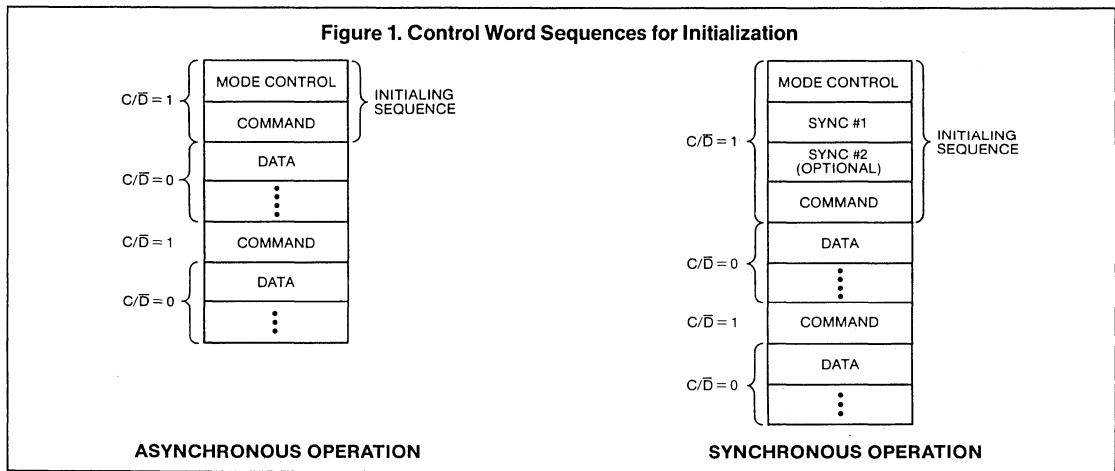 Figure 1. Control Word Sequences for Initialization
C/D̅ = 1
MODE CONTROL
COMMAND
INITIALING
SEQUENCE
C/D̅ = 0
DATA
C/D̅ = 1
COMMAND
C/D̅ = 0
DATA
ASYNCHRONOUS OPERATION
C/D̅ = 1
MODE CONTROL
SYNC #1
SYNC #2
(OPTIONAL)
COMMAND
INITIALING
SEQUENCE
C/D̅ = 0
DATA
C/D̅ = 1
COMMAND
C/D̅ = 0
DATA
SYNCHRONOUS OPERATION